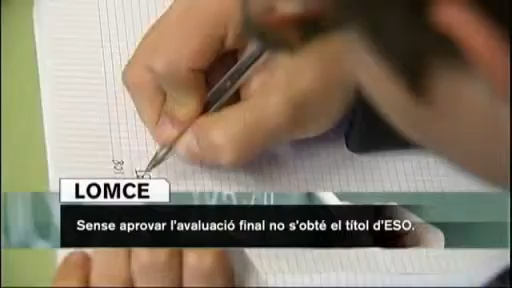 LOMCE
Sense aprovar l'avaluació final no s'obté el títol d'ESO.